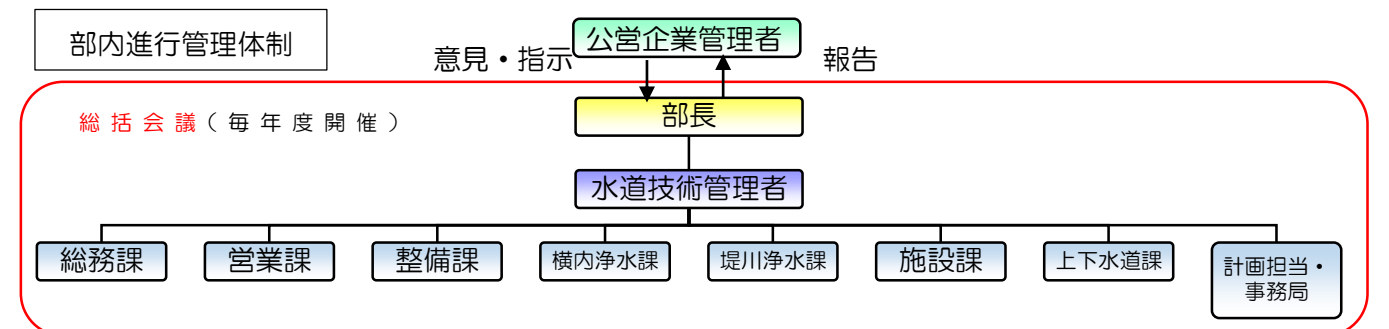 部内進行管理体制
公営企業管理者
意見・指示
報告
総括会議（毎年度開催）
部長
水道技術管理者
総務課
営業課
整備課
横内浄水課
堤川浄水課
施設課
上下水道課
計画担当・
事務局